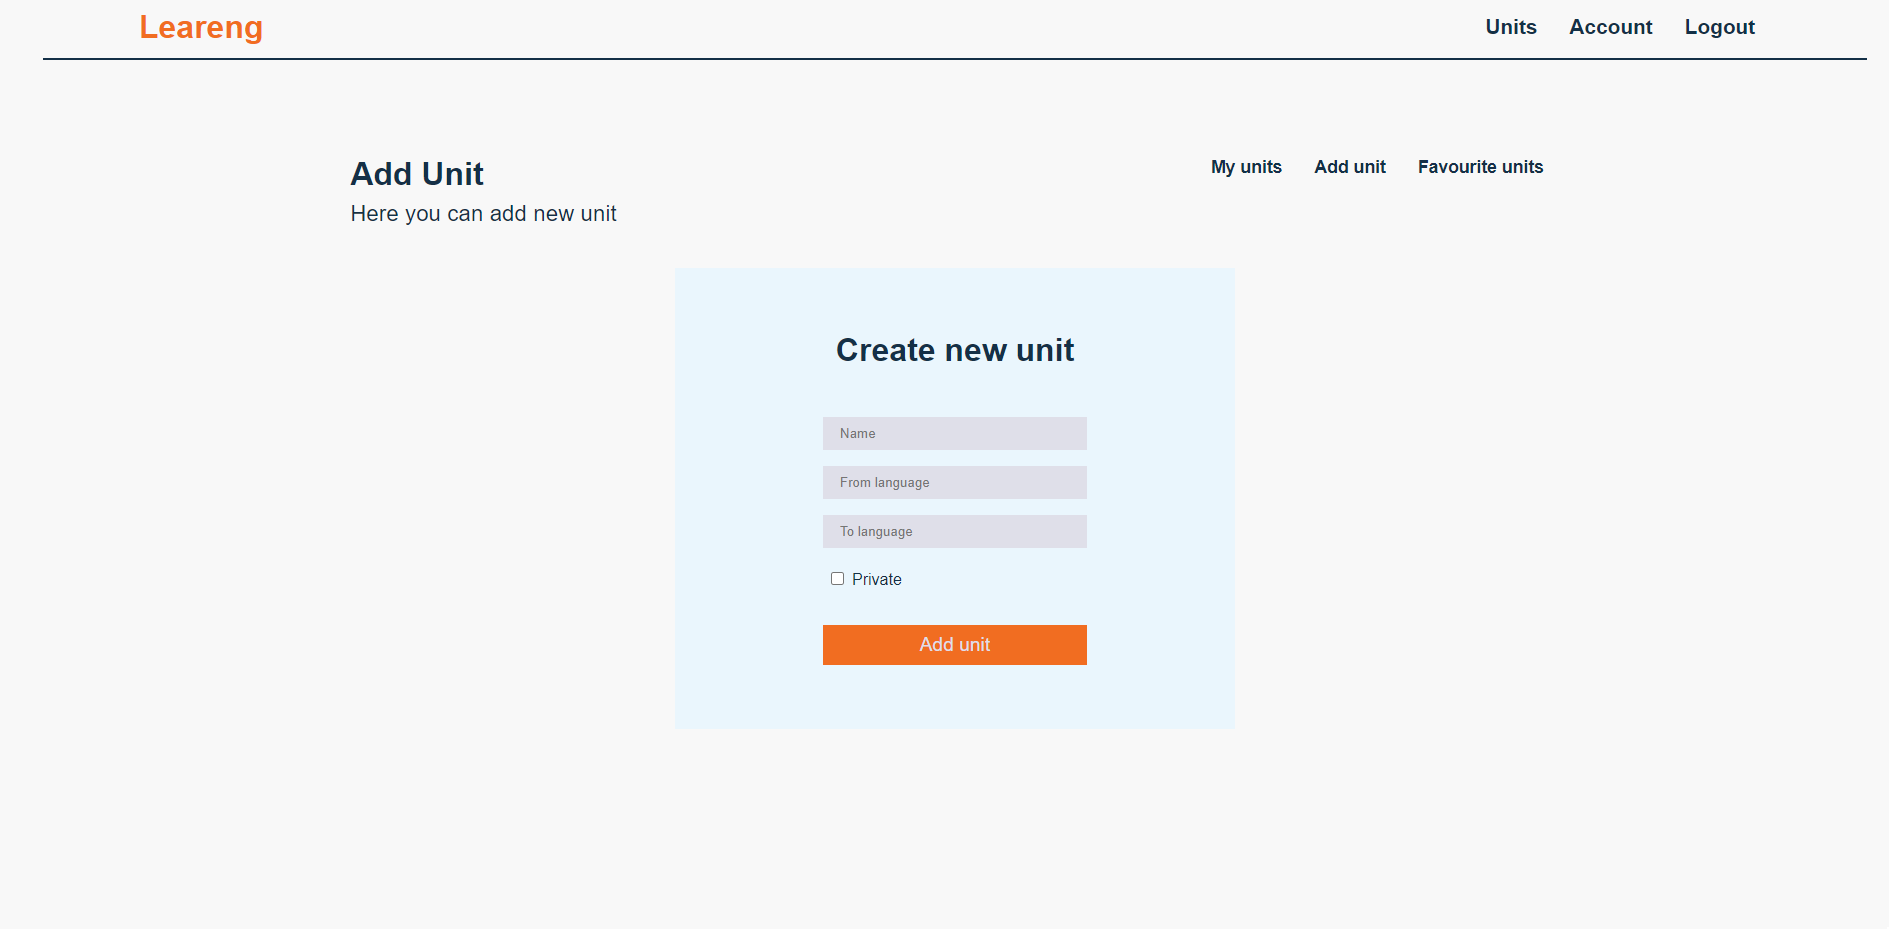 Leareng
Units Account Logout
Add Unit
My units Add unit Favourite units
Here you can add new unit
Create new unit
Name
From language
To language
Private
Add unit